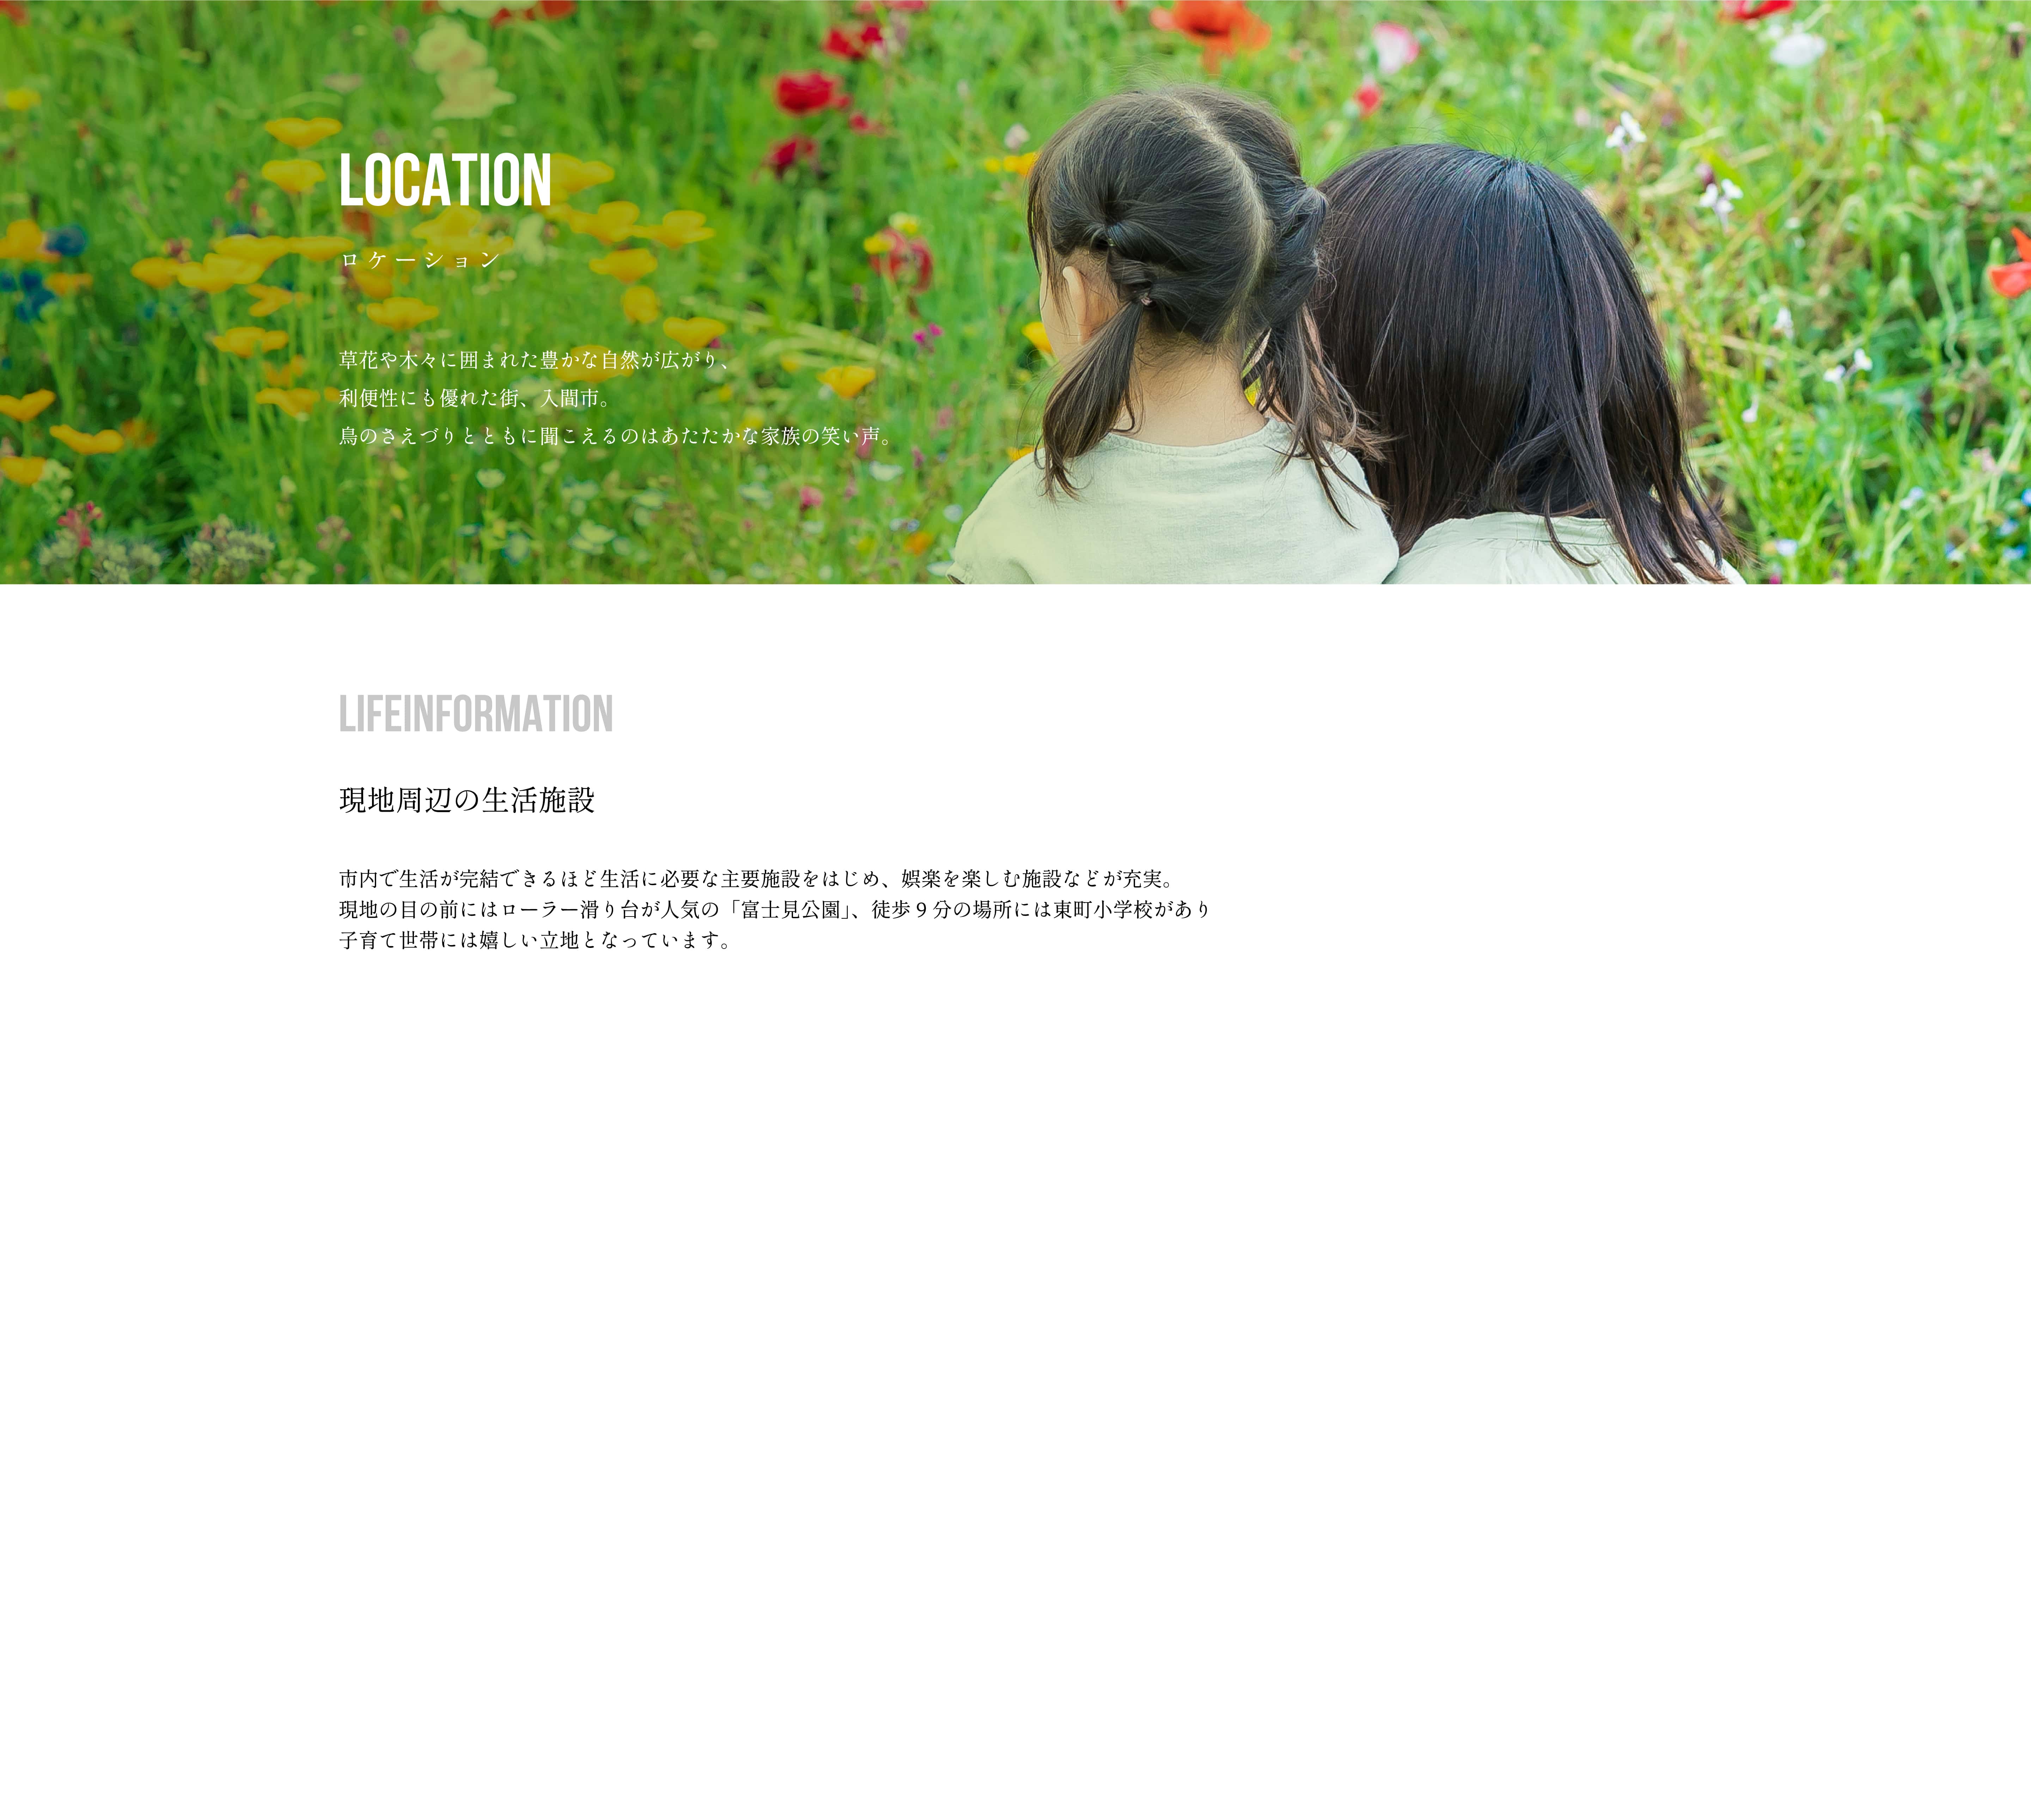 LOCATION
ロケーション
草花や木々に囲まれた豊かな自然が広がり、
利便性にも優れた街、入間市。
鳥のさえづりとともに聞こえるのはあたたかな家族の笑い声。
LIFEINFORMATION
現地周辺の生活施設
市内で生活が完結できるほど生活に必要な主要施設をはじめ、娯楽を楽しむ施設などが充実。
現地の目の前にはローラー滑り台が人気の「富士見公園」、徒歩９分の場所には東町小学校があり
子育て世帯には嬉しい立地となっています。